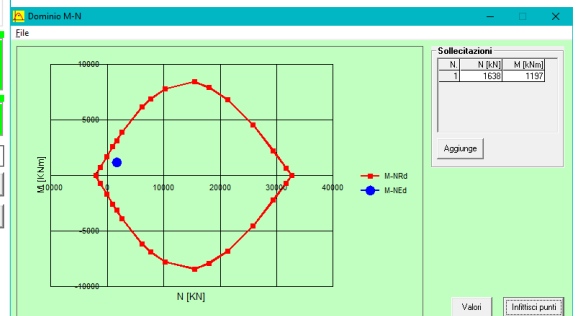 Dominio M-N
File
Sollecitazioni
N. N [kN] M [kNm]
1 1638 1197
Aggiunge
10000
5000
10000
0
10000
20000
30000
40000
-5000
-10000
M [KNm]
N [KN]
M-NRd
M-NEd
Valori
Infittisci punti